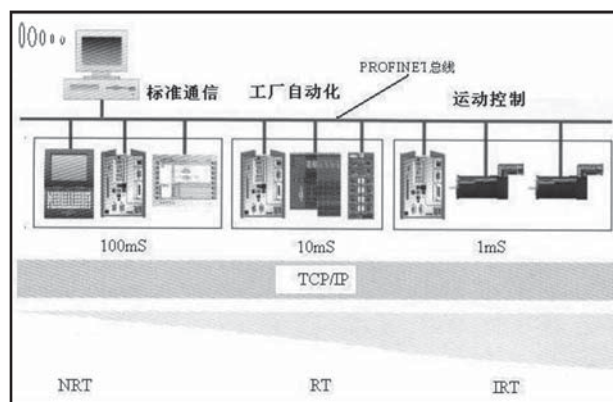 PROFINET总线
标准通信
工厂自动化
运动控制
100mS
10mS
1mS
TCP/IP
NRT
RT
IRT